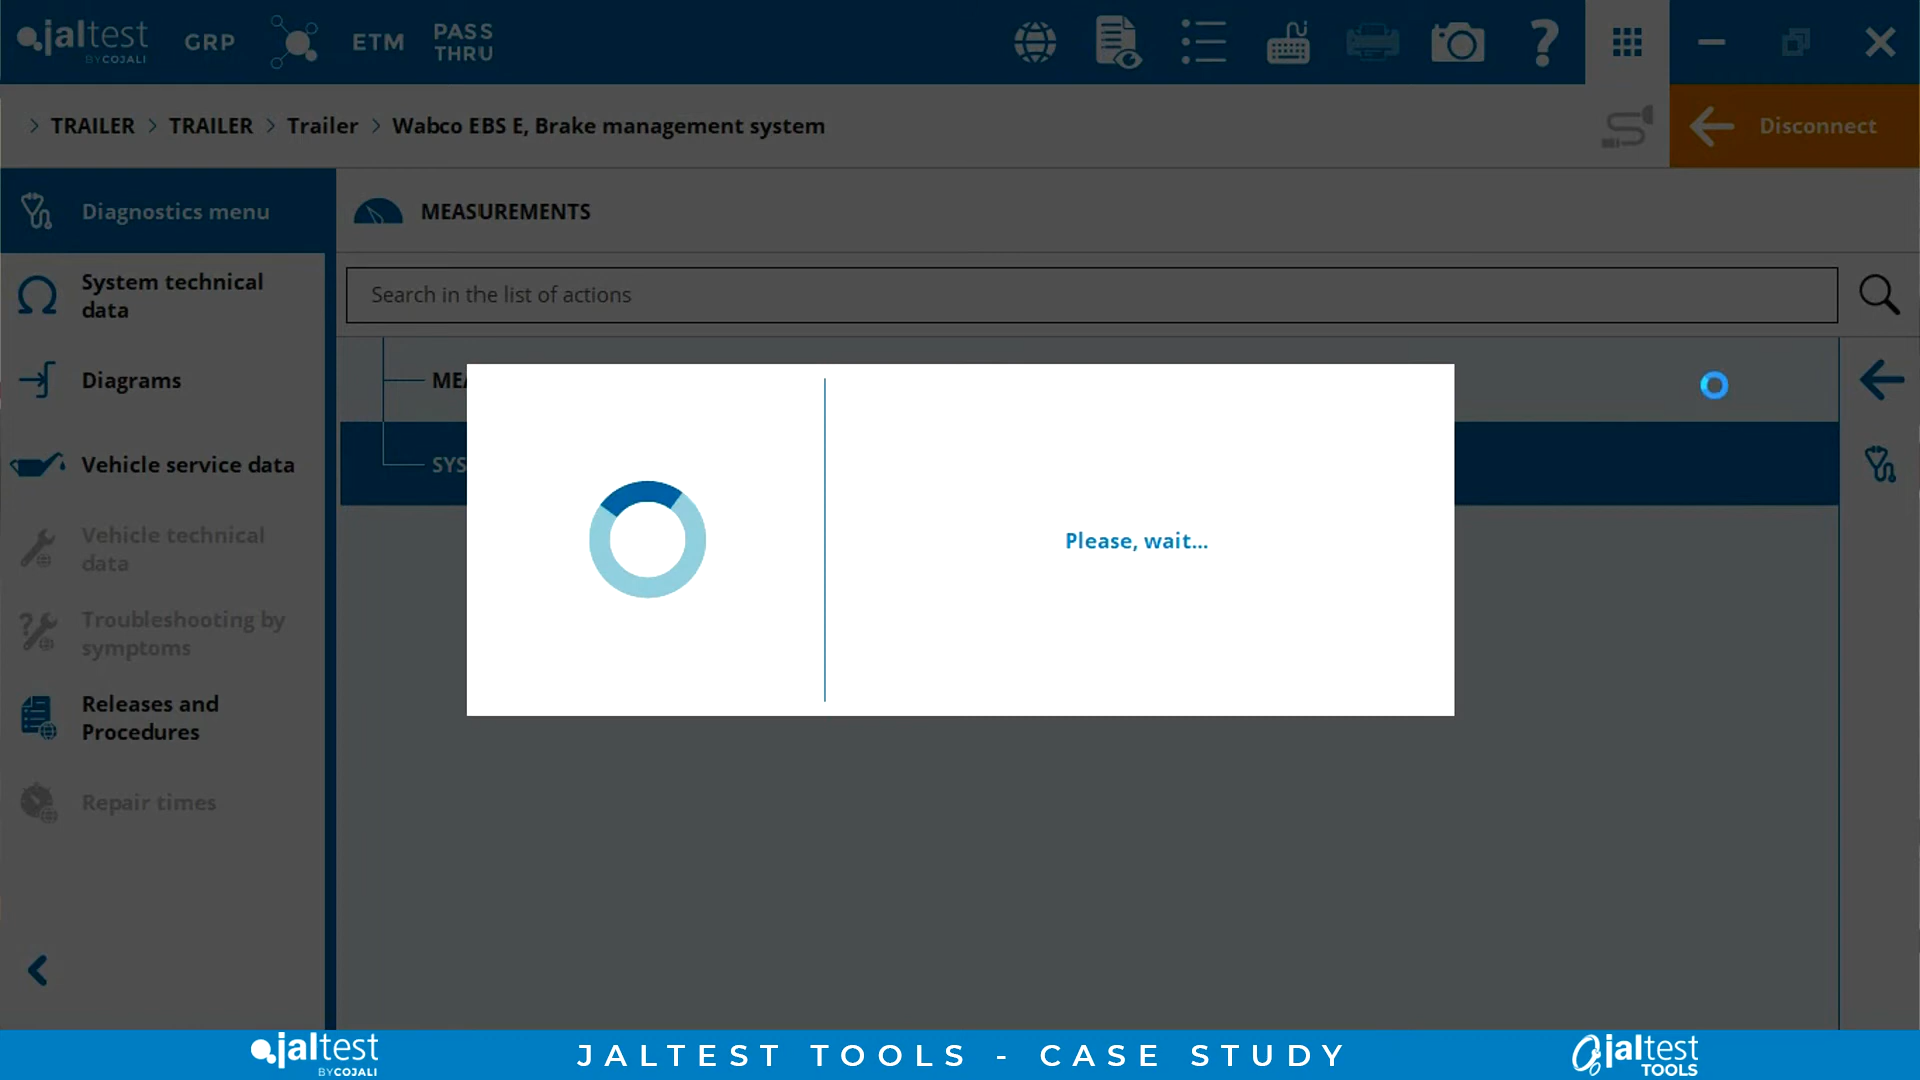 jaltest
BY COJALI
GRP
ETM
PASS
THRU
?
> TRAILER > TRAILER > Trailer > Wabco EBS E, Brake management system
Disconnect
Diagnostics menu
MEASUREMENTS
System technical
data
Search in the list of actions
Diagrams
MEA
Vehicle service data
SYS
Vehicle technical
data
Please, wait...
Troubleshooting by
symptoms
Releases and
Procedures
Repair times
jaltest
BY COJALI
JALTEST TOOLS - CASE STUDY
jaltest
TOOLS